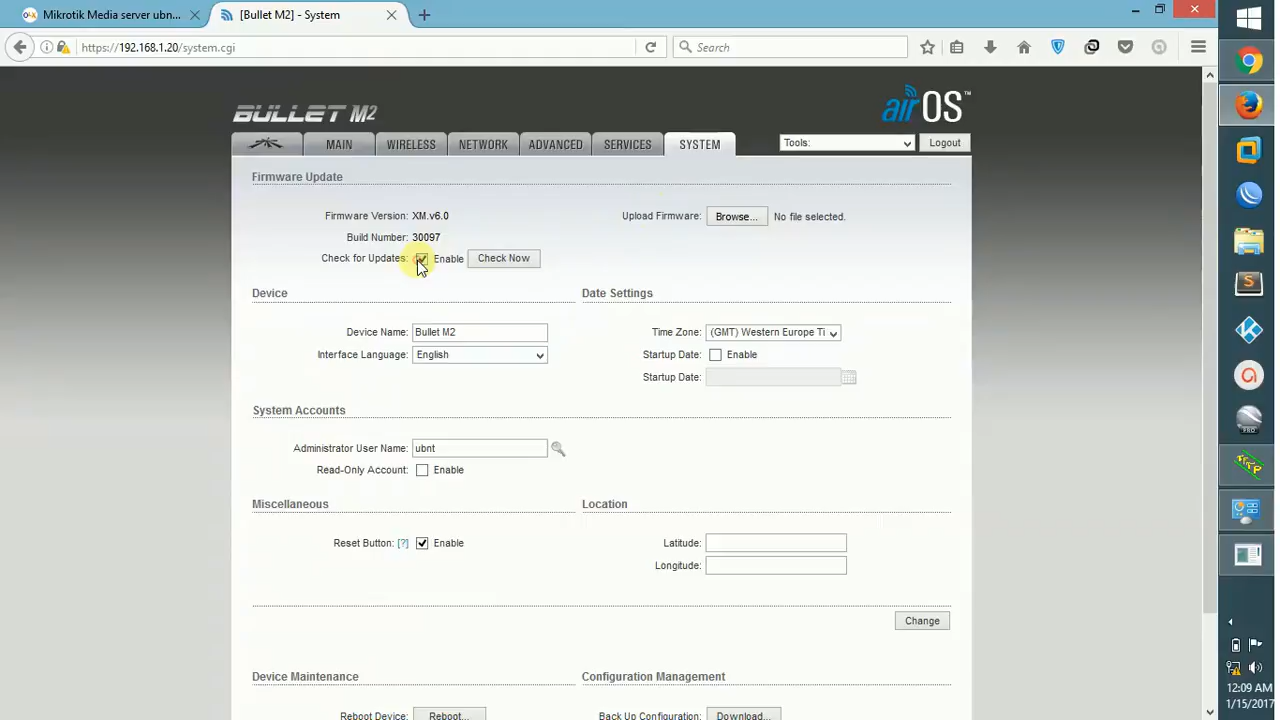 Mikrotik Media server ubn...
[Bullet M2] - System
https://192.168.1.20/system.cgi
Search
BULLET M2
airOS™
MAIN
WIRELESS
NETWORK
ADVANCED
SERVICES
SYSTEM
Tools:
Logout
Firmware Update
Firmware Version: XM.v6.0
Upload Firmware: Browse... No file selected.
Build Number: 30097
Check for Updates: Enable Check Now
Device
Date Settings
Device Name: Bullet M2
Time Zone: (GMT) Western Europe Ti
Interface Language: English
Startup Date: Enable
Startup Date:
System Accounts
Administrator User Name: ubnt
Read-Only Account: Enable
Miscellaneous
Location
Reset Button: [?] Enable
Latitude:
Longitude:
Change
Device Maintenance
Configuration Management
Reboot Device: Reboot...
Back Up Configuration: Download...
12:09 AM
1/15/2017